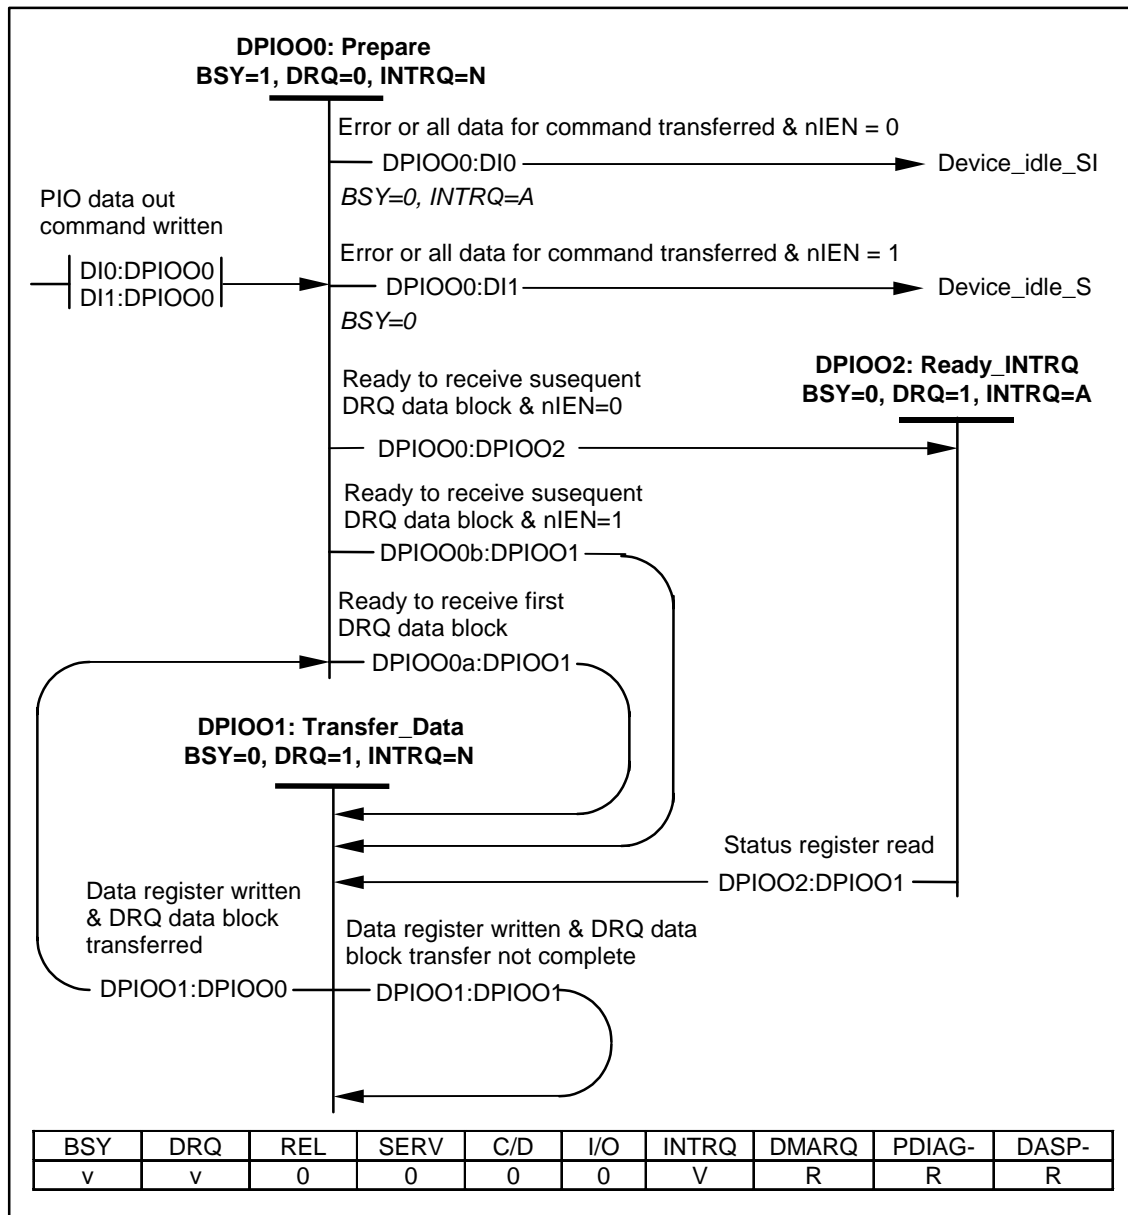 DPIOO0: Prepare
BSY=1, DRQ=0, INTRQ=N
Error or all data for command transferred & nIEN = 0
DPIOO0:DI0
Device_idle_SI
BSY=0, INTRQ=A
PIO data out
command written
DI0:DPIOO0
DI1:DPIOO0
Error or all data for command transferred & nIEN = 1
DPIOO0:DI1
Device_idle_S
BSY=0
DPIOO2: Ready_INTRQ
BSY=0, DRQ=1, INTRQ=A
Ready to receive susequent
DRQ data block & nIEN=0
DPIOO0:DPIOO2
Ready to receive susequent
DRQ data block & nIEN=1
DPIOO0b:DPIOO1
Ready to receive first
DRQ data block
DPIOO0a:DPIOO1
DPIOO1: Transfer_Data
BSY=0, DRQ=1, INTRQ=N
Status register read
DPIOO2:DPIOO1
Data register written
& DRQ data block
transferred
Data register written & DRQ data
block transfer not complete
DPIOO1:DPIOO0
DPIOO1:DPIOO1
BSY DRQ REL SERV C/D I/O INTRQ DMARQ PDIAG- DASP-
v v 0 0 0 0 V R R R